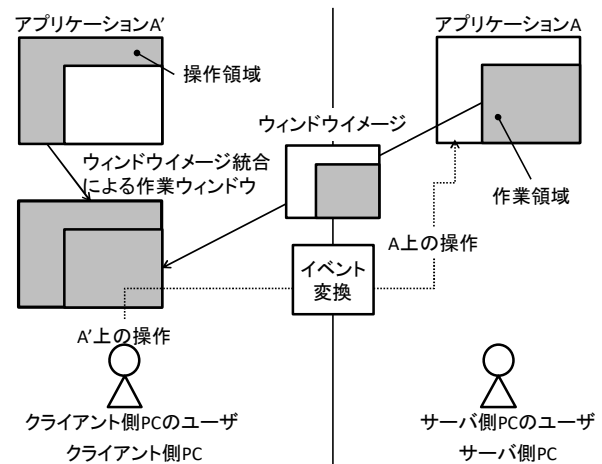 アプリケーションA’
アプリケーションA
操作領域
ウィンドウイメージ
ウィンドウイメージ統合
による作業ウィンドウ
作業領域
A上の操作
イベント
変換
A’上の操作
クライアント側PCのユーザ
サーバ側PCのユーザ
クライアント側PC
サーバ側PC